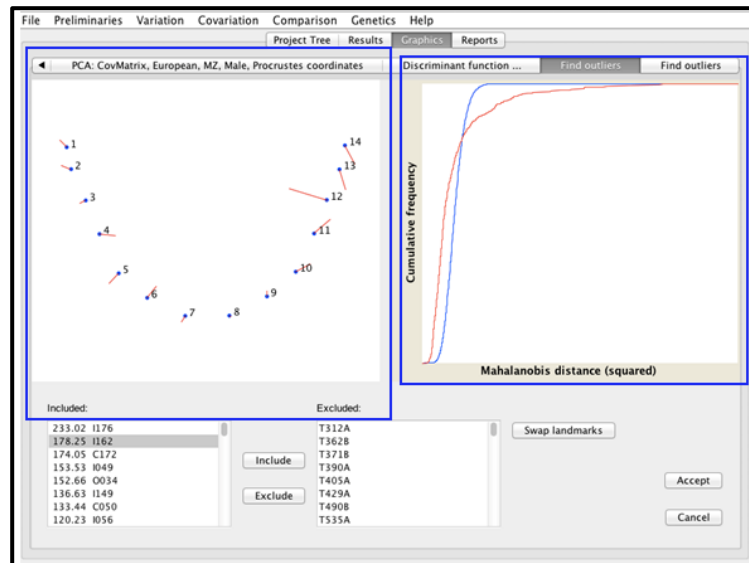 File Preliminaries Variation Covariation Comparison Genetics Help
Project Tree Results Graphics Reports
PCA: CovMatrix, European, MZ, Male, Procrustes coordinates Discriminant function ... Find outliers Find outliers
1
2
3
4
5
6
7
8
9
10
11
12
13
14
Cumulative frequency
Mahalanobis distance (squared)
Included:
233.02 I176
178.25 I162
174.05 C172
153.53 I049
152.66 O034
136.63 I149
133.44 C050
120.23 I056
Include
Exclude
Excluded:
T312A
T362B
T371B
T390A
T405A
T429A
T490B
T535A
Swap landmarks
Accept
Cancel